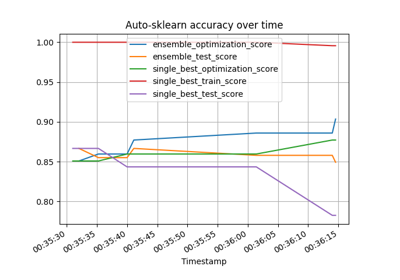 Auto-sklearn accuracy over time
1.00
0.95
0.90
0.85
0.80
ensemble_optimization_score
ensemble_test_score
single_best_optimization_score
single_best_train_score
single_best_test_score
00:35:30
00:35:35
00:35:40
00:35:45
00:35:50
00:35:55
00:36:00
00:36:05
00:36:10
00:36:15
Timestamp